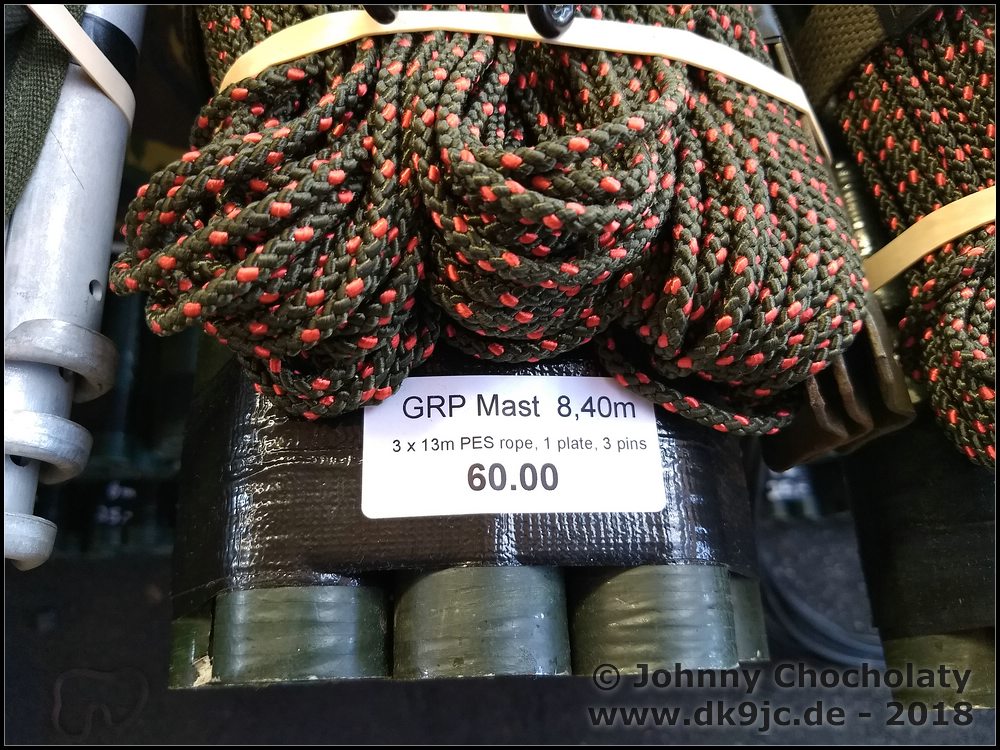 GRP Mast 8,40m
3 x 13m PES rope, 1 plate, 3 pins
60.00
© Johnny Chocholaty
www.dk9jc.de - 2018